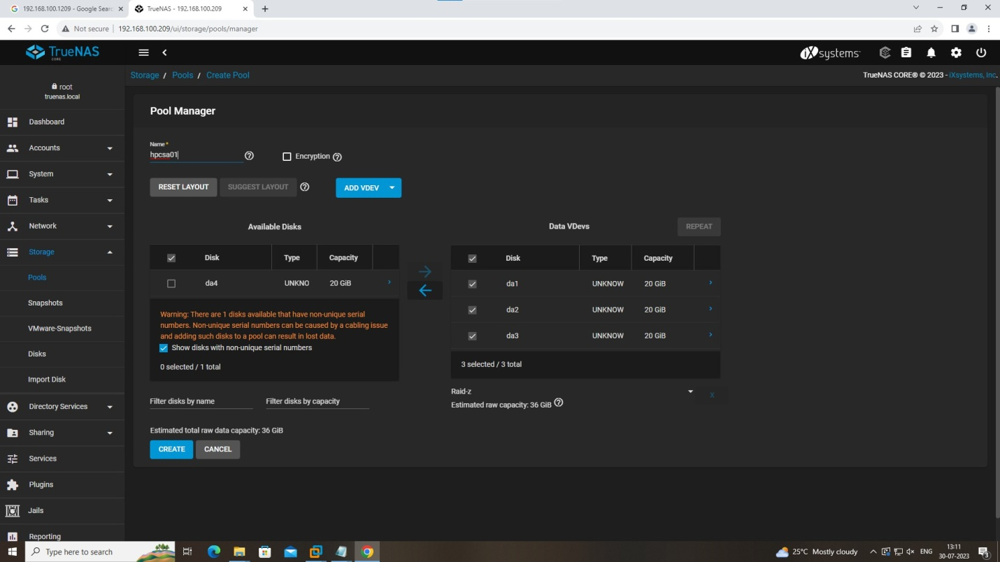 192.168.100.1209 - Google Searc
TrueNAS - 192.168.100.209
Not secure
192.168.100.209/ui/storage/pools/manager
TrueNAS
CORE
iXsystems
root
truenas.local
Storage / Pools / Create Pool
TrueNAS CORE® © 2023 - iXsystems, Inc.
Dashboard
Accounts
System
Tasks
Network
Storage
Pools
Snapshots
VMware-Snapshots
Disks
Import Disk
Directory Services
Sharing
Services
Plugins
Jails
Reporting
Pool Manager
Name*
hpcsa01
Encryption
RESET LAYOUT
SUGGEST LAYOUT
ADD VDEV
Available Disks
Disk Type Capacity
da4 UNKNO 20 GiB
Warning: There are 1 disks available that have non-unique serial
numbers. Non-unique serial numbers can be caused by a cabling issue
and adding such disks to a pool can result in lost data.
Show disks with non-unique serial numbers
0 selected / 1 total
Filter disks by name
Filter disks by capacity
Estimated total raw data capacity: 36 GiB
CREATE
CANCEL
Data VDevs
REPEAT
Disk Type Capacity
da1 UNKNOW 20 GiB
da2 UNKNOW 20 GiB
da3 UNKNOW 20 GiB
3 selected / 3 total
Raid-z
X
Estimated raw capacity: 36 GiB
Type here to search
25°C Mostly cloudy
ENG
13:11
30-07-2023
3